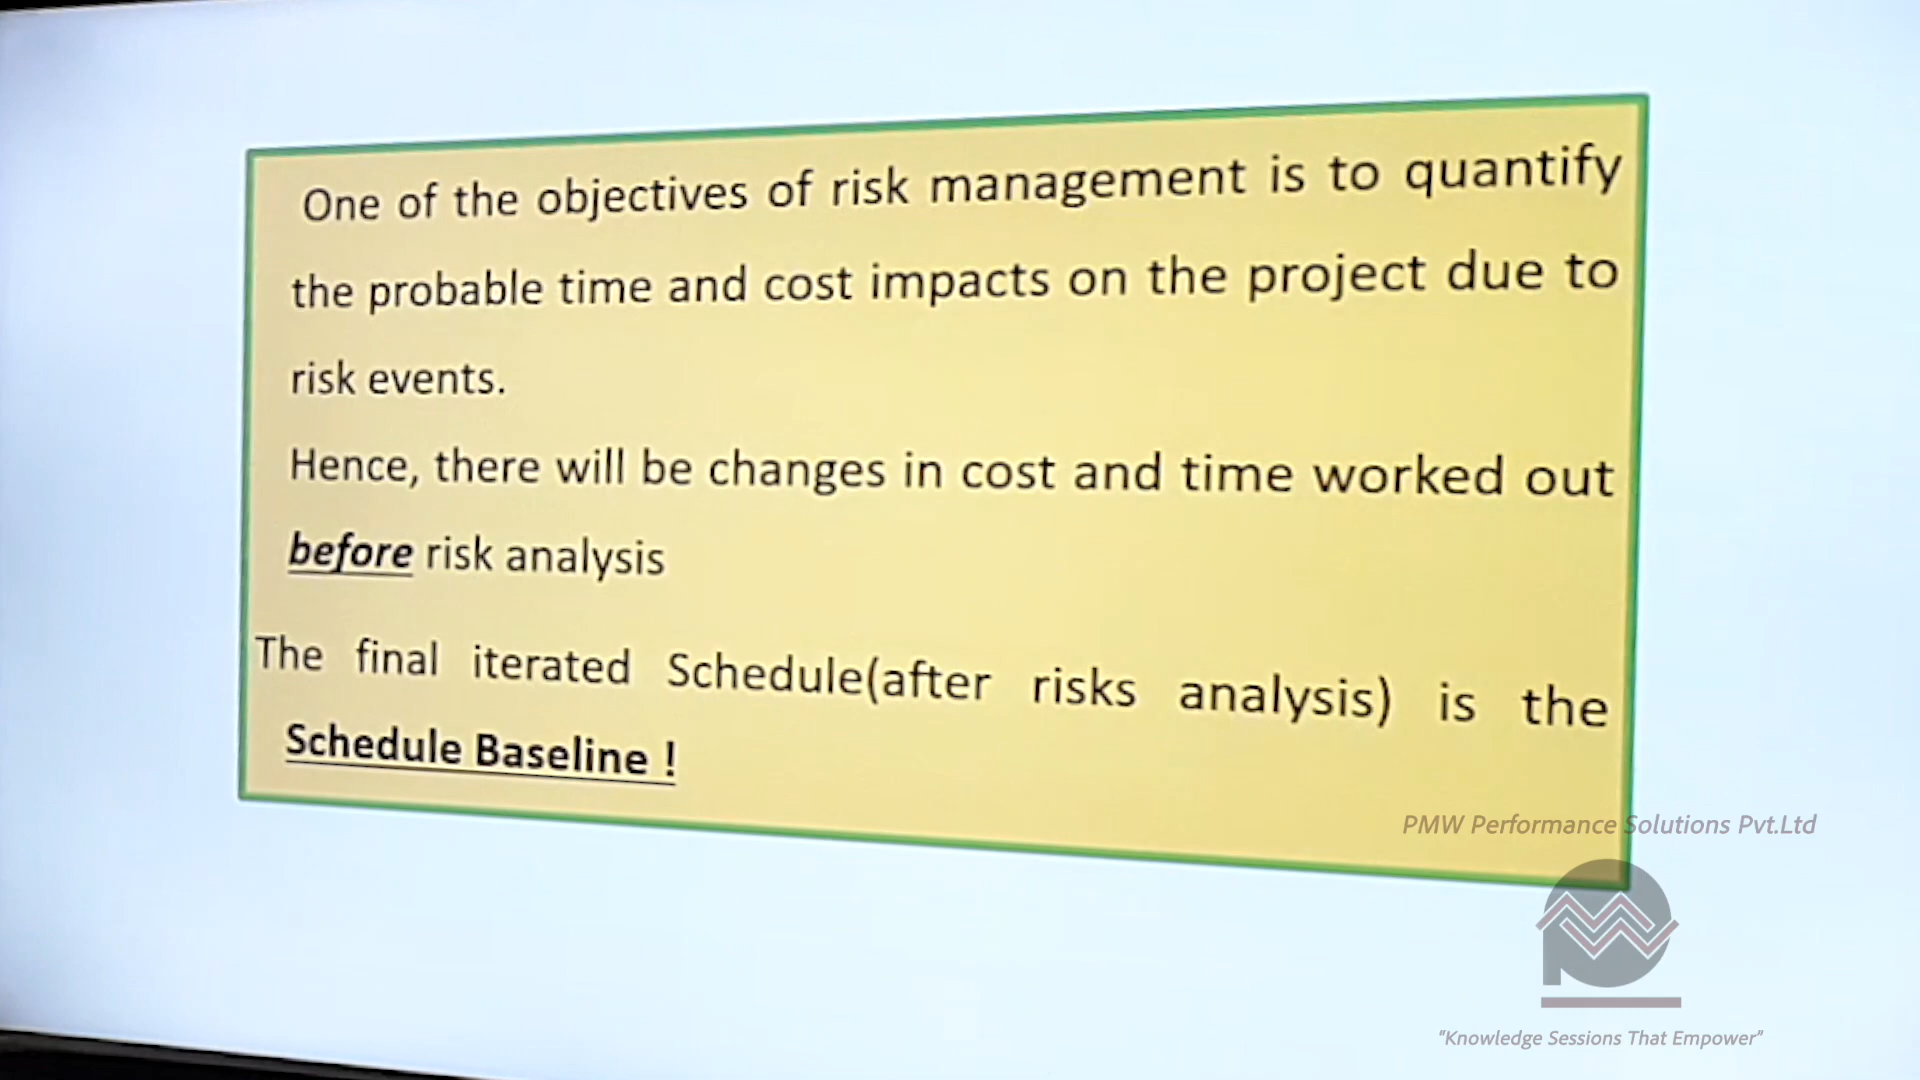 One of the objectives of risk management is to quantify
the probable time and cost impacts on the project due to
risk events.
Hence, there will be changes in cost and time worked out
before risk analysis
The final iterated Schedule(after risks analysis) is the
Schedule Baseline !
PMW Performance Solutions Pvt.Ltd
"Knowledge Sessions That Empower"